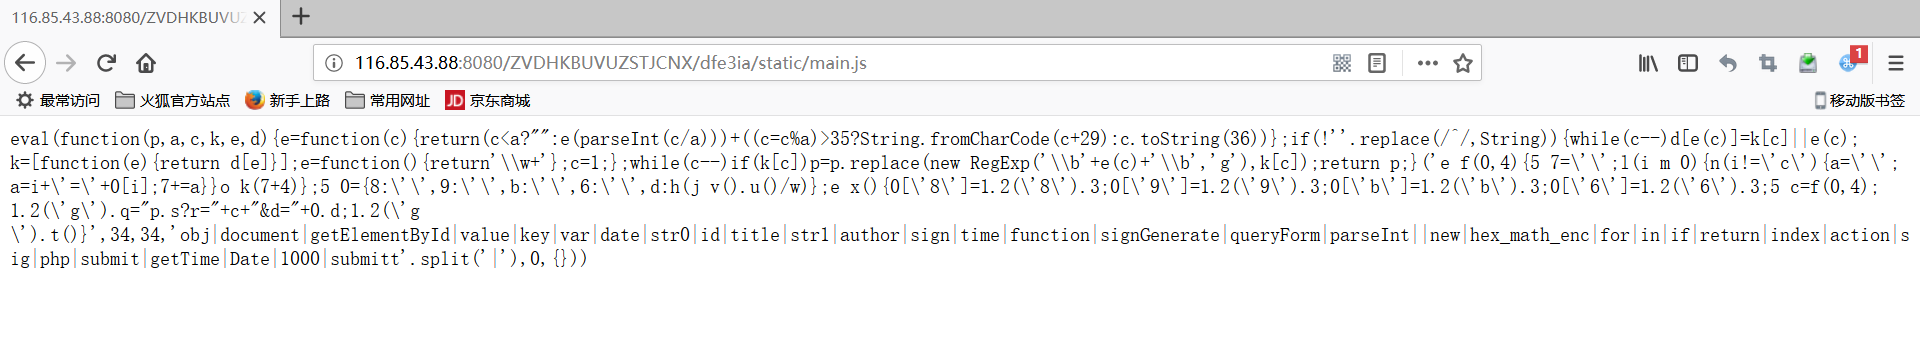 116.85.43.88:8080/ZVDHKBUVUZ
116.85.43.88:8080/ZVDHKBUVUZSTJCNX/dfe3ia/static/main.js
1
最常访问 火狐官方站点 新手上路 常用网址 JD 京东商城 移动版书签
eval(function(p,a,c,k,e,d){e=function(c){return(c<a?"":e(parseInt(c/a)))+((c=c%a)>35?String.fromCharCode(c+29):c.toString(36))};if(!''.replace(/^/,String)){while(c--)d[e(c)]=k[c]||e(c);
k=[function(e){return d[e]}];e=function(){return'\\w+'};c=1;};while(c--)if(k[c])p=p.replace(new RegExp('\\b'+e(c)+'\\b','g'),k[c]);return p;}('e f(0,4){5 7=\'\';l(i m 0){n(i!=\'c\'){a=\'\';
a=i+\'=\'+0[i];7+=a}}o k(7+4)};5 0={8:\'\',9:\'\',b:\'\',6:\'\',d:h(j v().u()/w)};e x(){0[\'8\']=1.2(\'8\').3;0[\'9\']=1.2(\'9\').3;0[\'b\']=1.2(\'b\').3;0[\'6\']=1.2(\'6\').3;5 c=f(0,4);
1.2(\'g\').q="p.s?r="+c+"&d="+0.d;1.2(\'g
\').t()}',34,34,'obj|document|getElementById|value|key|var|date|str0|id|title|str1|author|sign|time|function|signGenerate|queryForm|parseInt||new|hex_math_enc|for|in|if|return|index|action|s
ig|php|submit|getTime|Date|1000|submitt'.split('|'),0,{}))